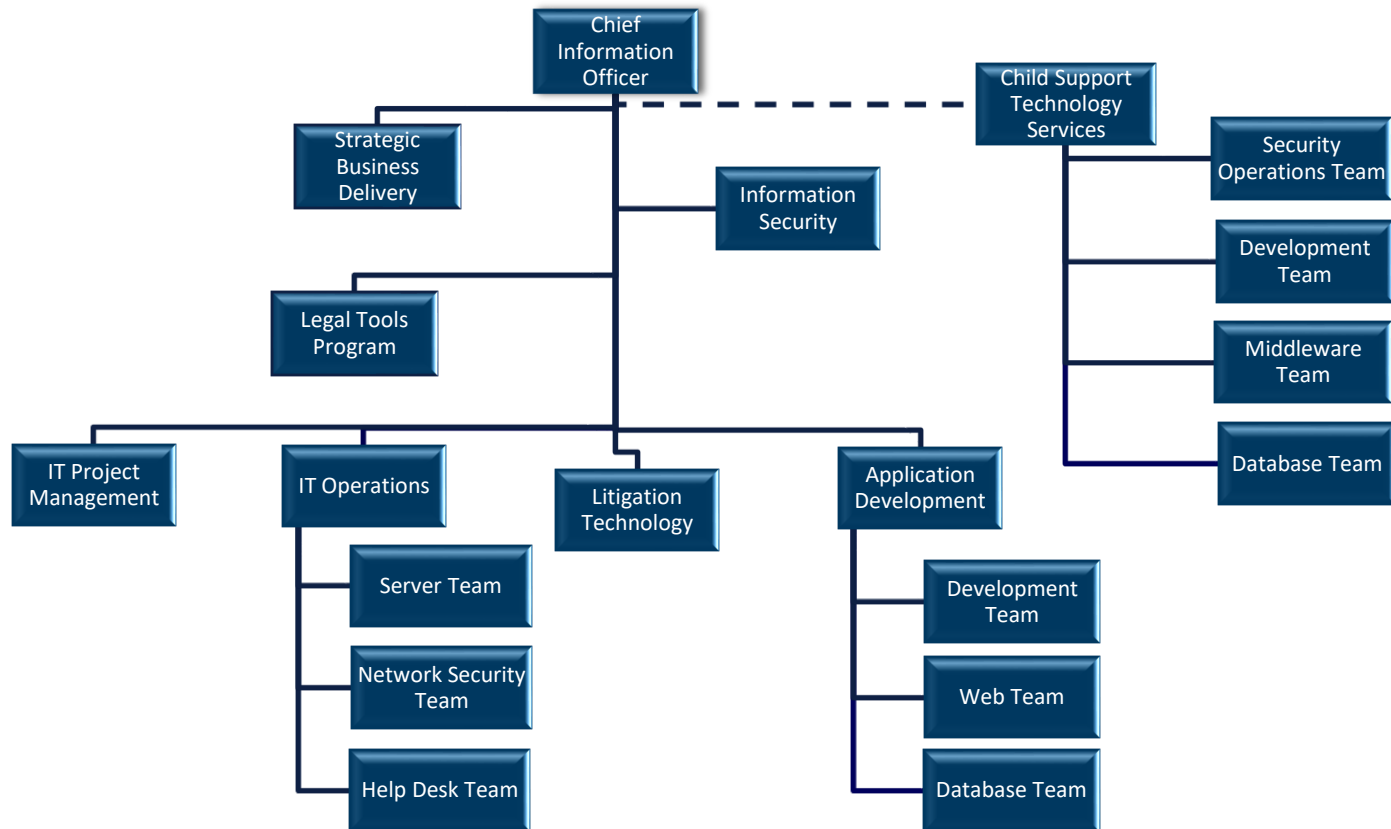 Chief
Information
Officer
Child Support
Technology
Services
Strategic
Business
Delivery
Security
Operations Team
Information
Security
Development
Team
Legal Tools
Program
Middleware
Team
IT Project
Management
IT Operations
Litigation
Technology
Application
Development
Database Team
Server Team
Development
Team
Network Security
Team
Web Team
Help Desk Team
Database Team